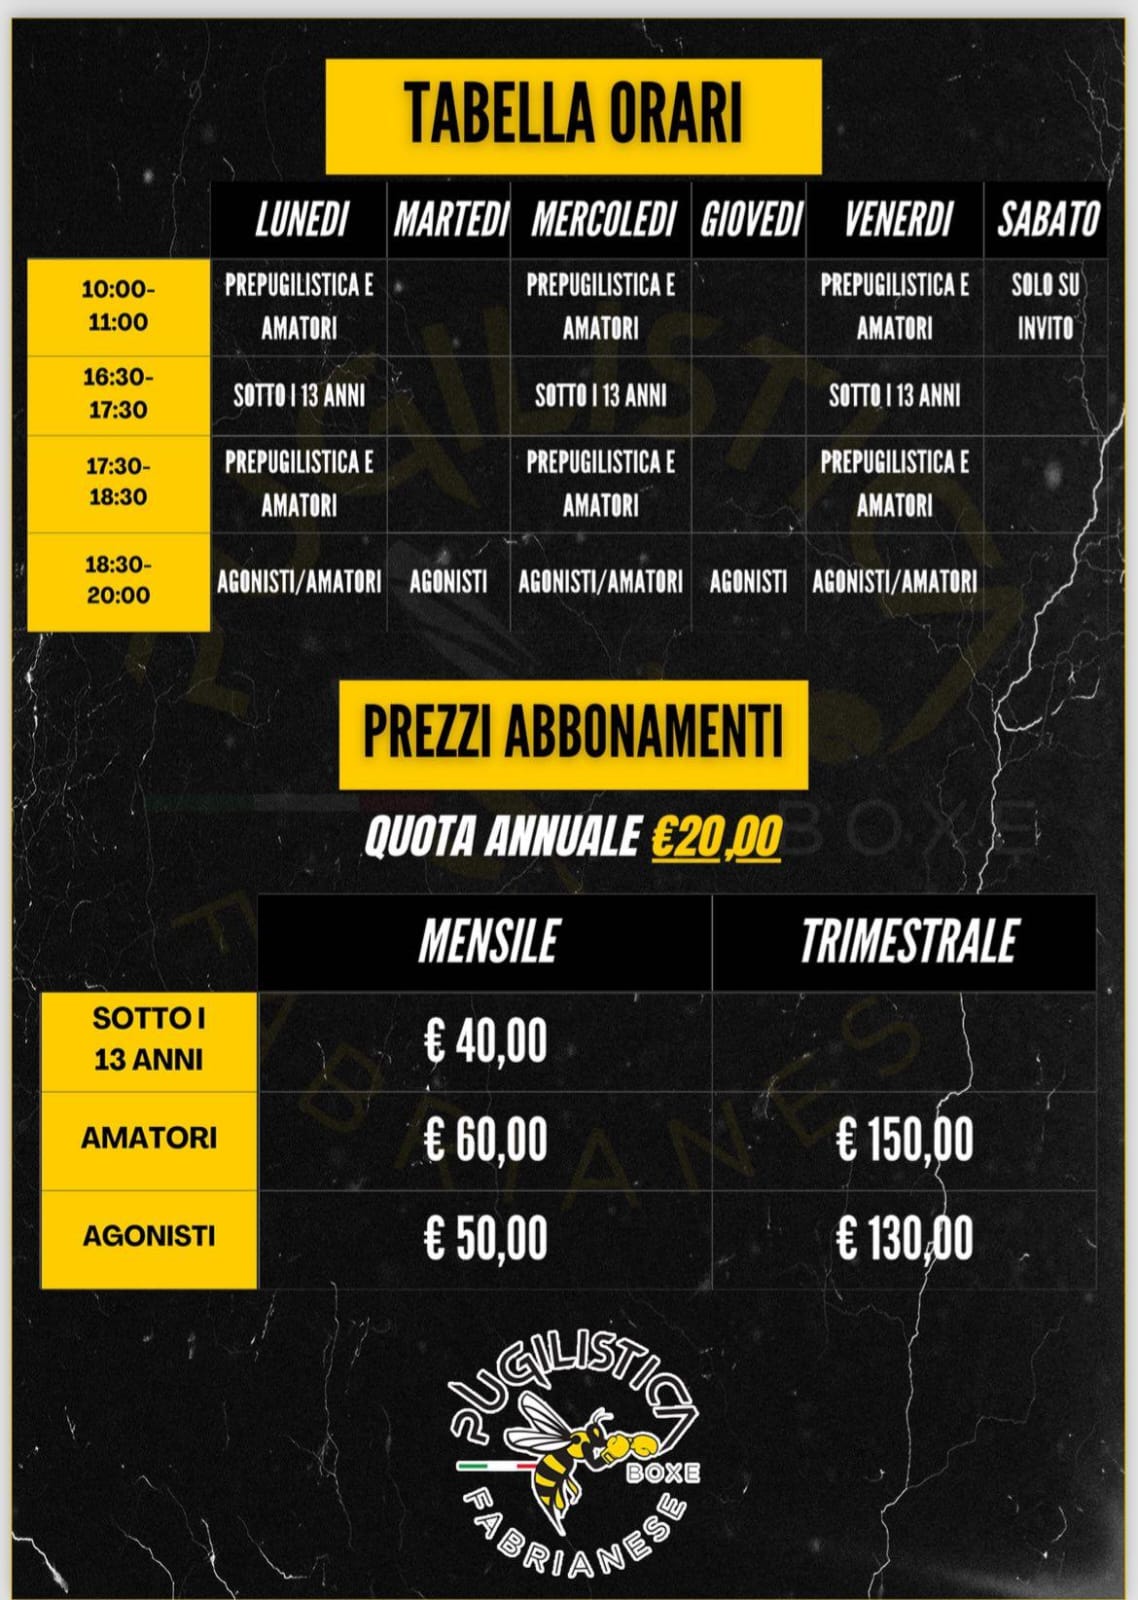 TABELLA ORARI
LUNEDI MARTEDI MERCOLEDI GIOVEDI VENERDI SABATO
10:00-
11:00
PREPUGILISTICA E
AMATORI
PREPUGILISTICA E
AMATORI
PREPUGILISTICA E
AMATORI
SOLO SU
INVITO
16:30-
17:30
SOTTO I 13 ANNI
SOTTO I 13 ANNI
SOTTO I 13 ANNI
17:30-
18:30
PREPUGILISTICA E
AMATORI
PREPUGILISTICA E
AMATORI
PREPUGILISTICA E
AMATORI
18:30-
20:00
AGONISTI/AMATORI
AGONISTI
AGONISTI/AMATORI
AGONISTI
AGONISTI/AMATORI
PREZZI ABBONAMENTI
QUOTA ANNUALE €20,00
MENSILE TRIMESTRALE
SOTTO I
13 ANNI
€ 40,00
AMATORI
€ 60,00
€ 150,00
AGONISTI
€ 50,00
€ 130,00
PUGILISTICA
BOXE
FABRIANESE